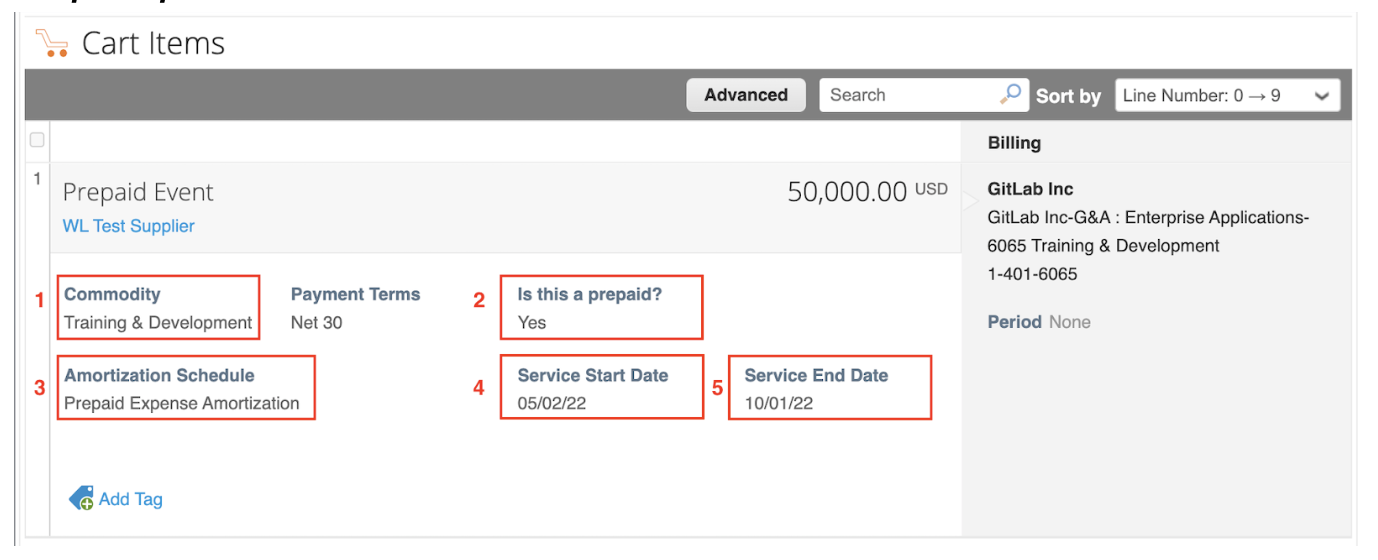 Cart Items
Advanced Search Sort by Line Number: 0 → 9
Billing
1
Prepaid Event 50,000.00 USD
WL Test Supplier
GitLab Inc
GitLab Inc-G&A : Enterprise Applications-
6065 Training & Development
1-401-6065
Period None
1 Commodity Payment Terms 2 Is this a prepaid?
Training & Development Net 30 Yes
3 Amortization Schedule 4 Service Start Date 5 Service End Date
Prepaid Expense Amortization 05/02/22 10/01/22
Add Tag